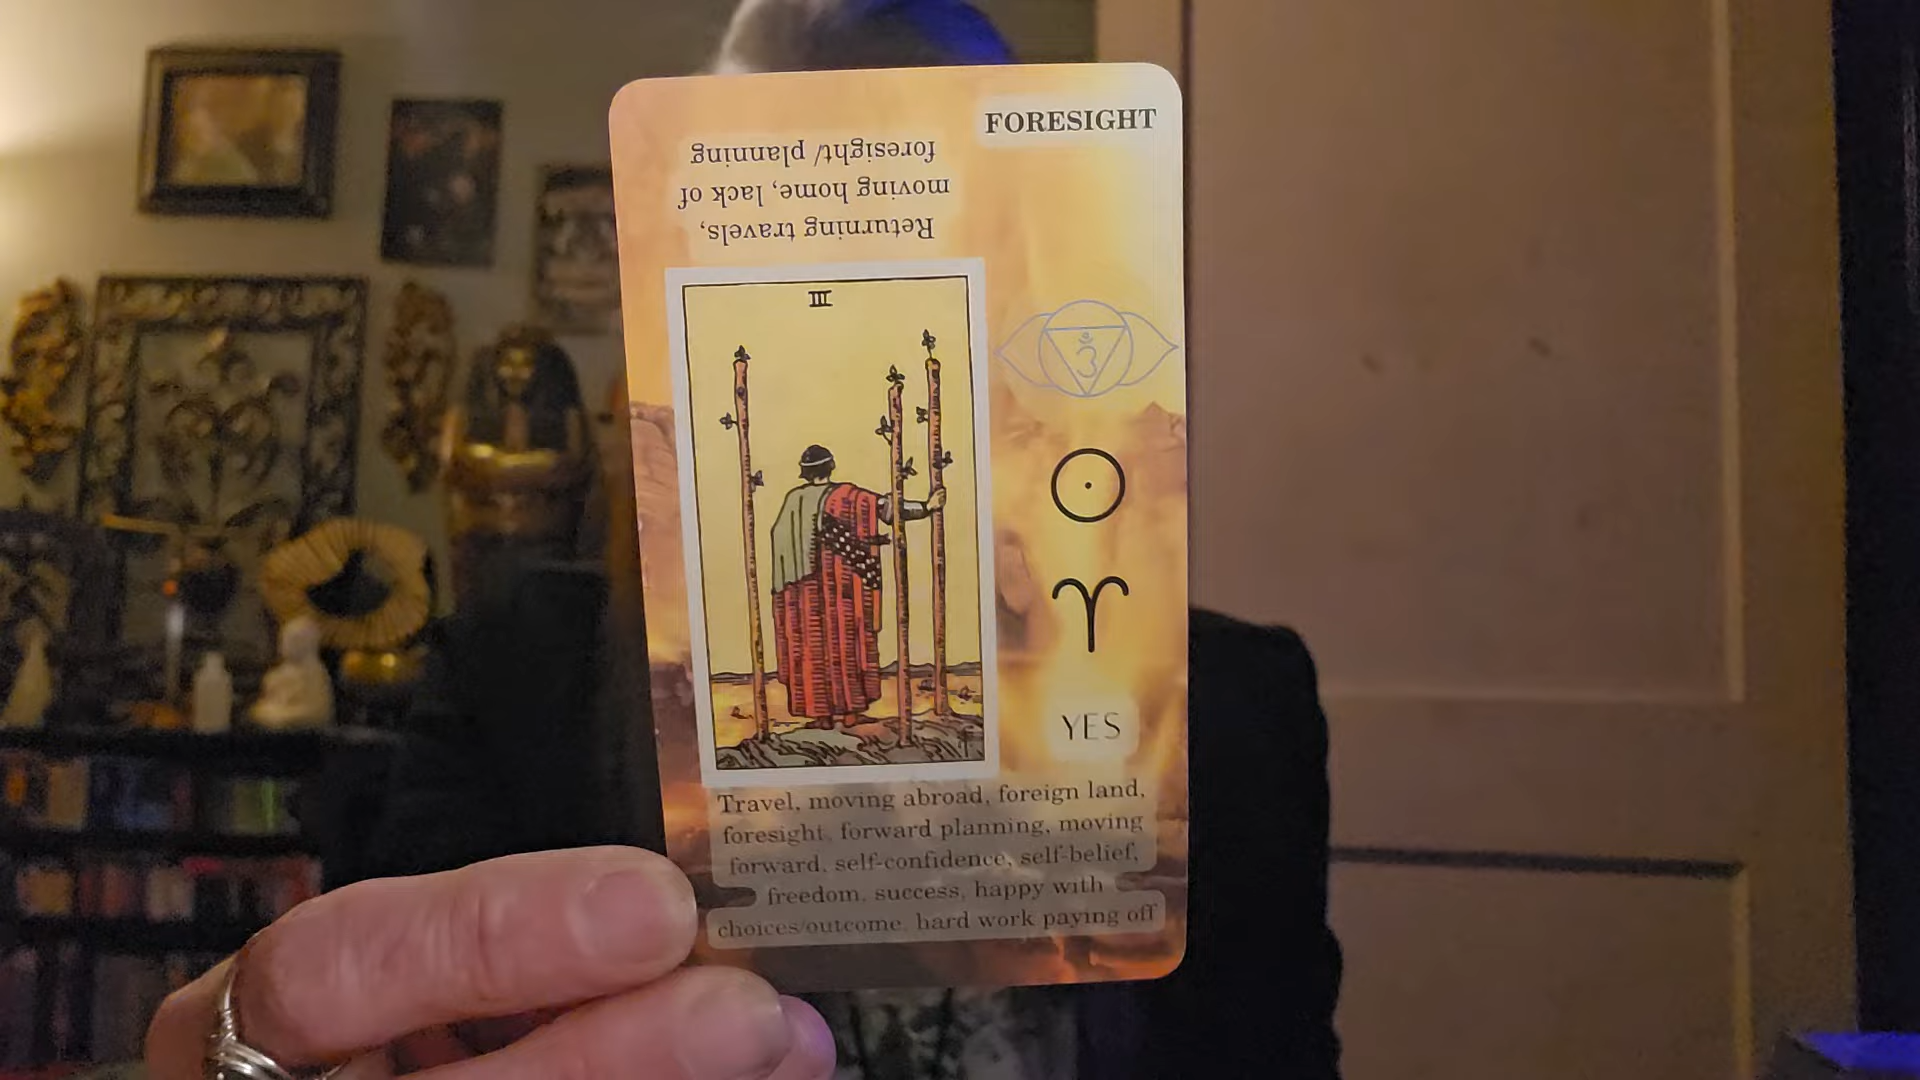 FORESIGHT
Returning travels,
moving home, lack of
foresight/ planning
III
ॐ
YES
Travel, moving abroad, foreign land,
foresight, forward planning, moving
forward, self-confidence, self-belief,
freedom, success, happy with
choices/outcome, hard work paying off